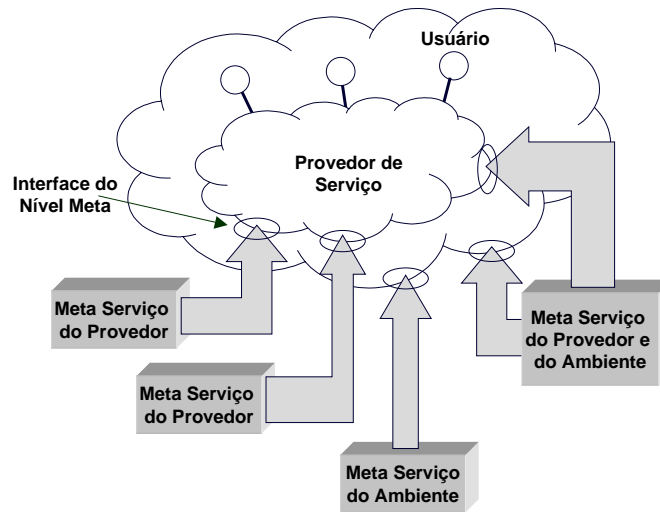 Usuário
Provedor de
Serviço
Interface do
Nível Meta
Meta Serviço
do Provedor
Meta Serviço
do Provedor e
do Ambiente
Meta Serviço
do Provedor
Meta Serviço
do Ambiente